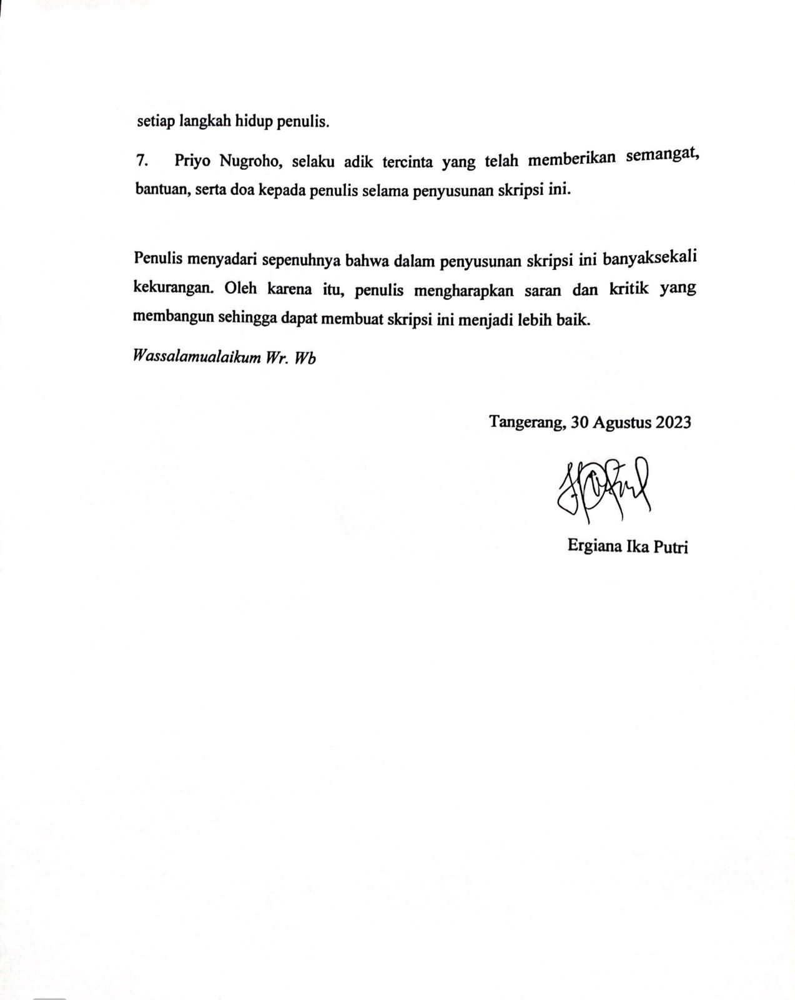 setiap langkah hidup penulis.
7. Priyo Nugroho, selaku adik tercinta yang telah memberikan semangat,
bantuan, serta doa kepada penulis selama penyusunan skripsi ini.
Penulis menyadari sepenuhnya bahwa dalam penyusunan skripsi ini banyaksekali
kekurangan. Oleh karena itu, penulis mengharapkan saran dan kritik yang
membangun sehingga dapat membuat skripsi ini menjadi lebih baik.
Wassalamualaikum Wr. Wb
Tangerang, 30 Agustus 2023
Ergiana Ika Putri